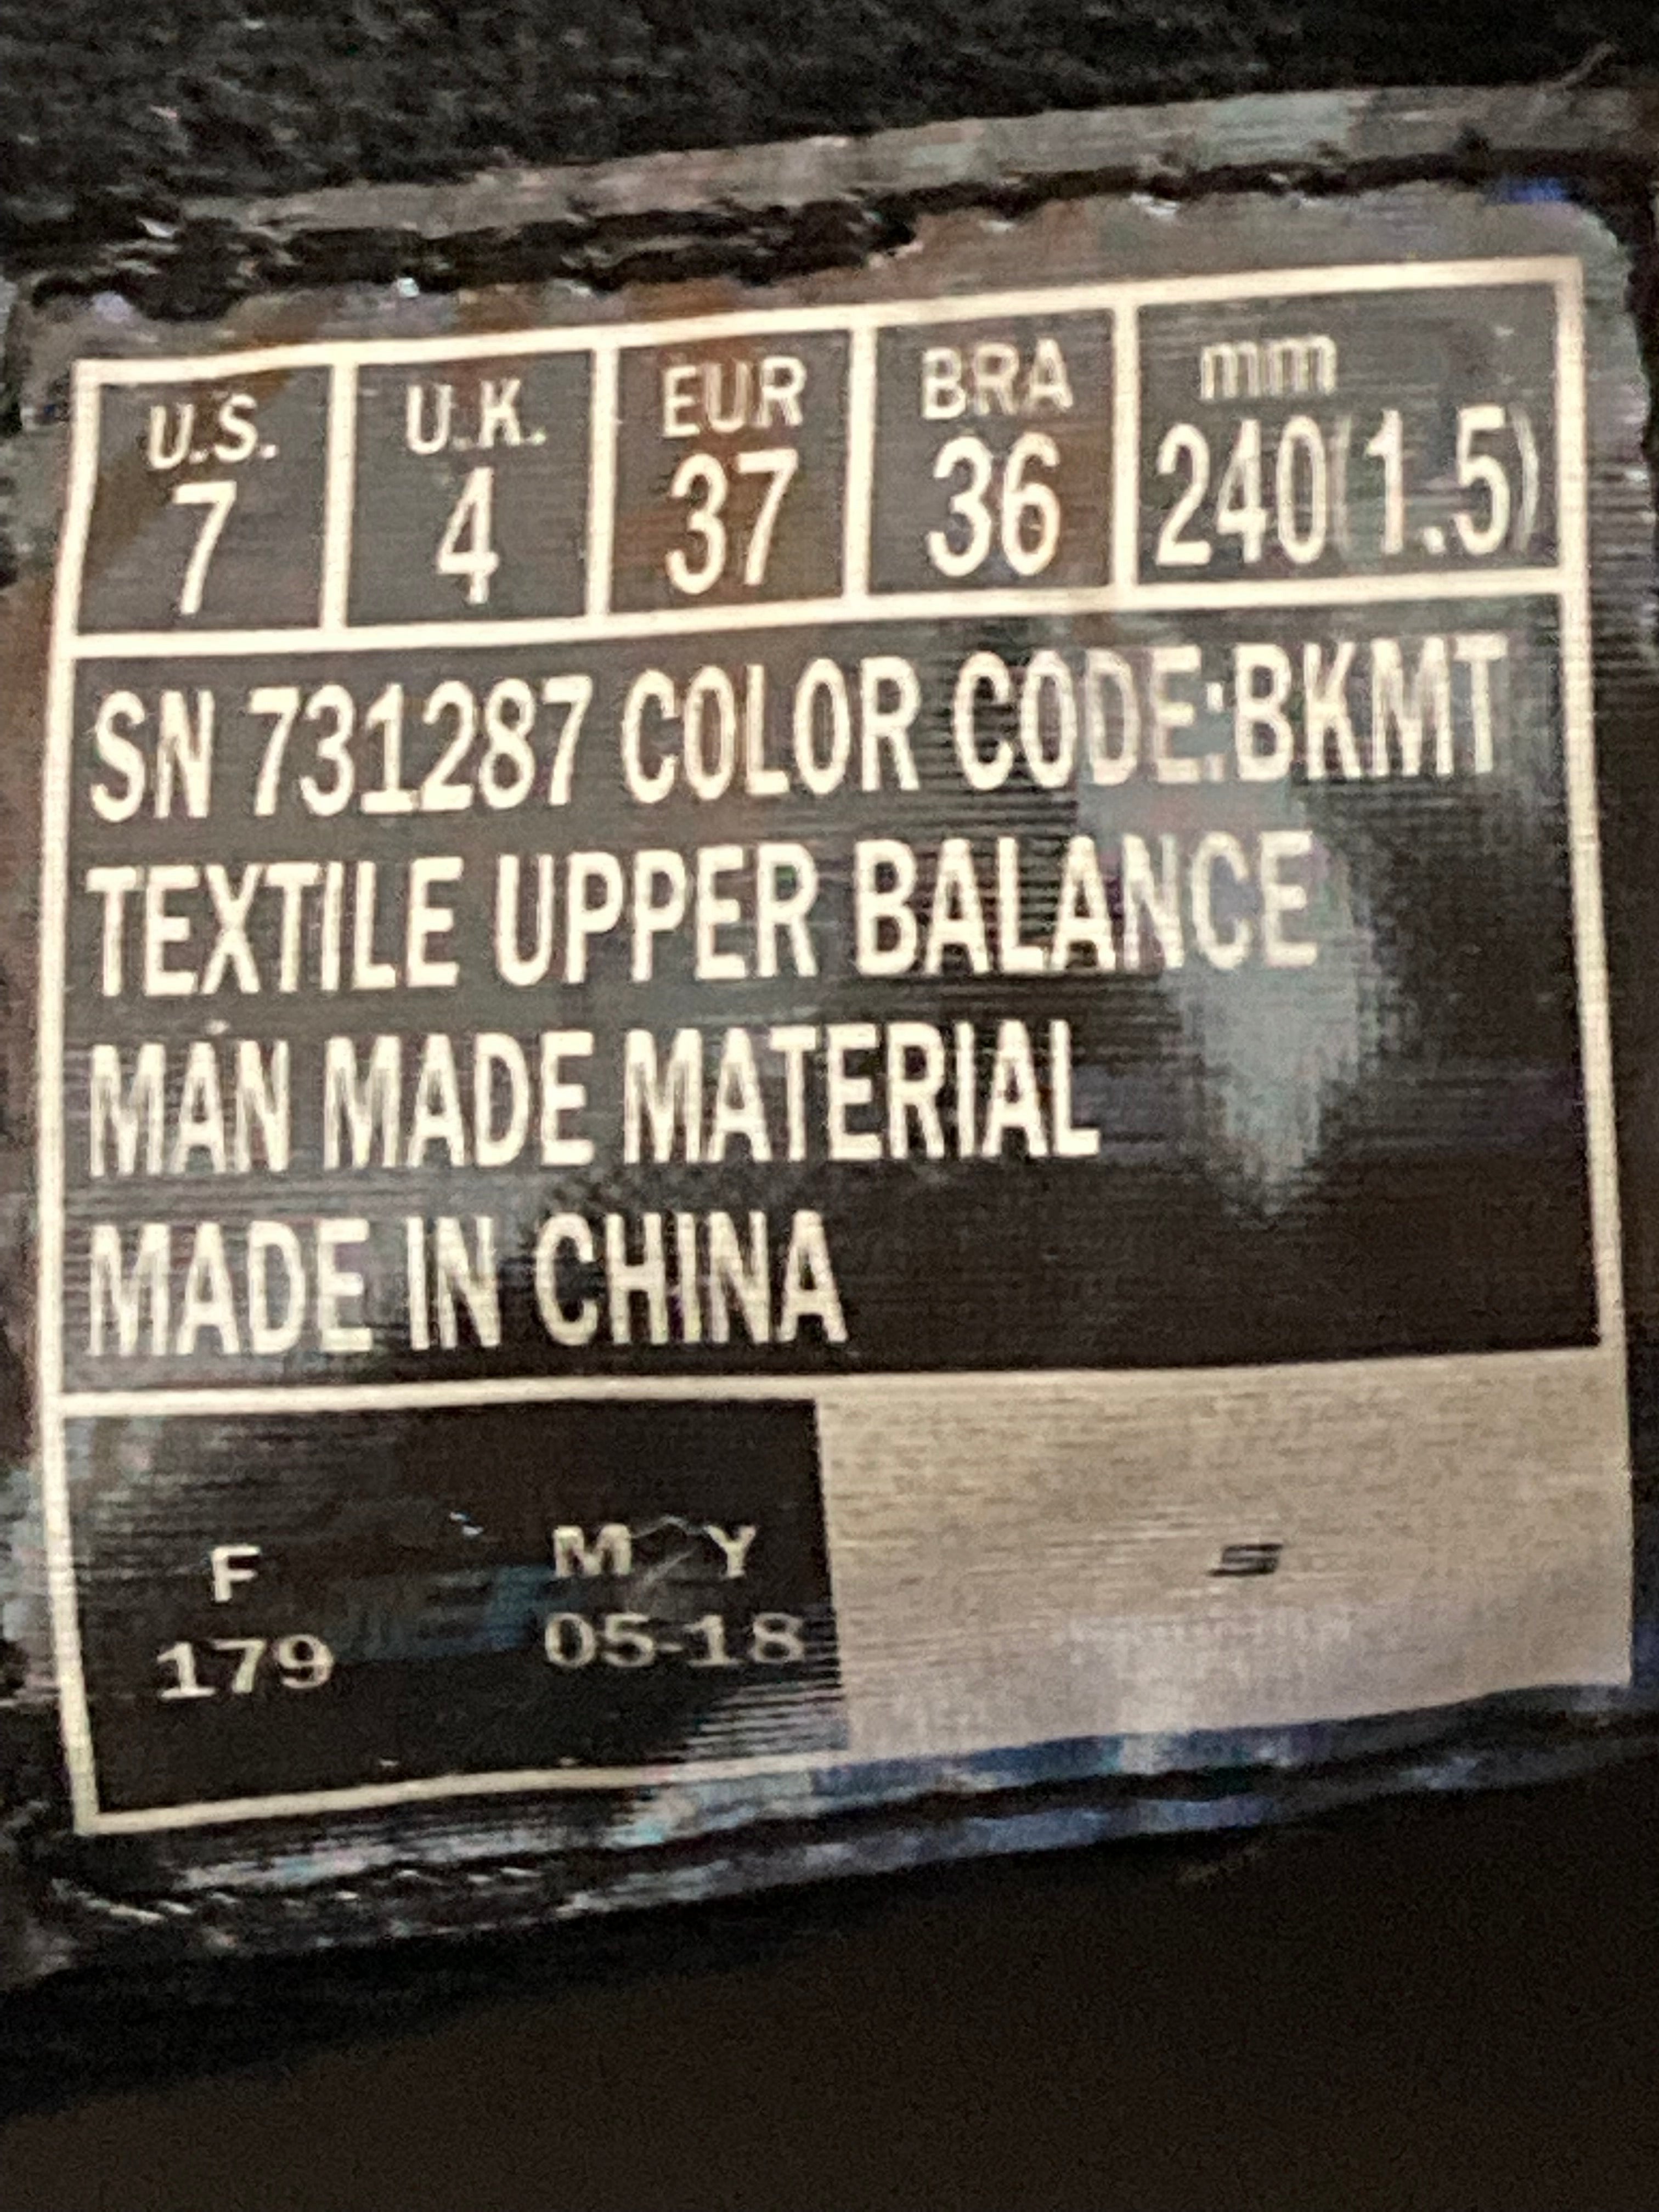 U.S. U.K. EUR BRA mm
7 4 37 36 240(1.5)
SN 731287 COLOR CODE:BKMT
TEXTILE UPPER BALANCE
MAN MADE MATERIAL
MADE IN CHINA
F M Y
179 05-18